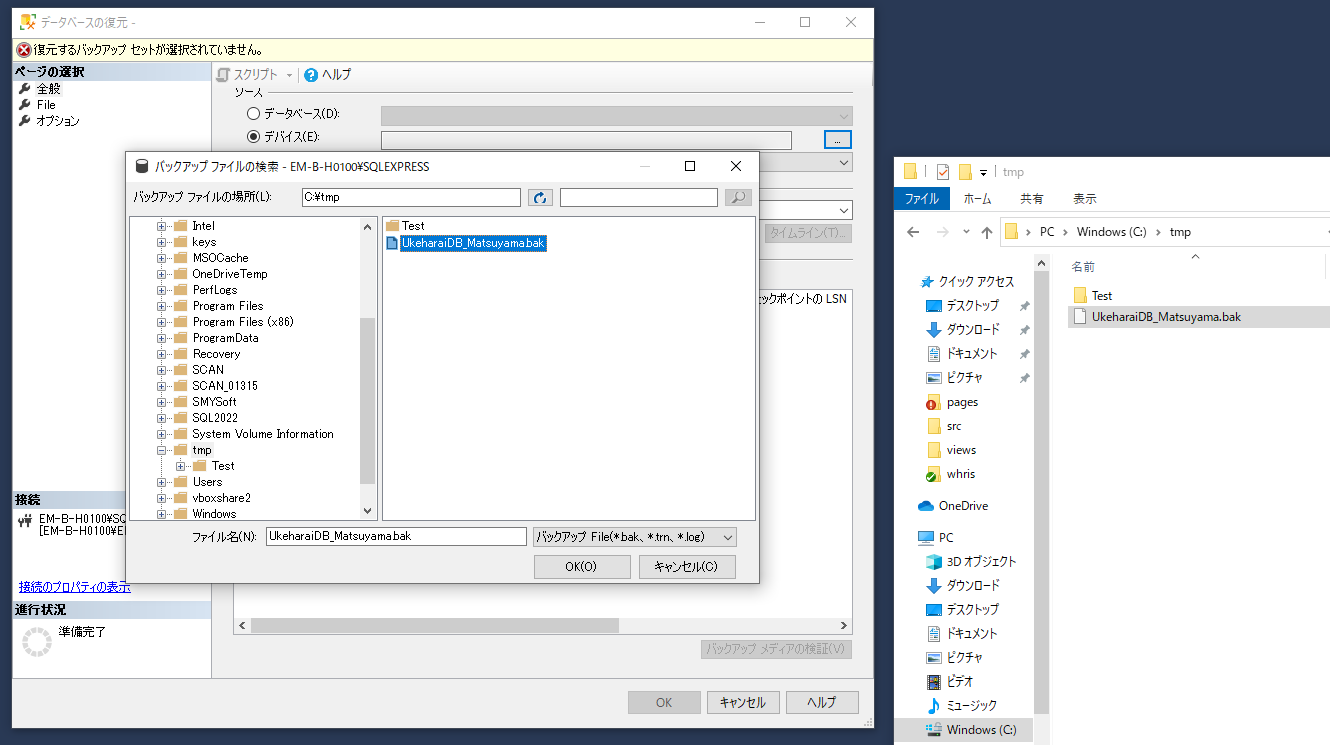 データベースの復元 -
復元するバックアップ セットが選択されていません。
ページの選択
全般
File
オプション
スクリプト
ヘルプ
ソース
データベース(D):
デバイス(E):
...
タイムライン(T)...
ェックポイントの LSN
接続
EM-B-H0100¥SQ
[EM-B-H0100¥E
接続のプロパティの表示
進行状況
準備完了
バックアップ メディアの検証(V)
OK
キャンセル
ヘルプ
バックアップ ファイルの検索 - EM-B-H0100¥SQLEXPRESS
バックアップ ファイルの場所(L):
C:¥tmp
Intel
keys
MSOCache
OneDriveTemp
PerfLogs
Program Files
Program Files (x86)
ProgramData
Recovery
SCAN
SCAN_01315
SMYSoft
SQL2022
System Volume Information
tmp
Test
Users
vboxshare2
Windows
Test
UkeharaiDB_Matsuyama.bak
ファイル名(N):
UkeharaiDB_Matsuyama.bak
バックアップ File(*.bak、*.trn、*.log)
OK(O)
キャンセル(C)
tmp
ファイル
ホーム
共有
表示
PC
Windows (C:)
tmp
クイック アクセス
デスクトップ
ダウンロード
ドキュメント
ピクチャ
pages
src
views
whris
OneDrive
PC
3D オブジェクト
ダウンロード
デスクトップ
ドキュメント
ピクチャ
ビデオ
ミュージック
Windows (C:)
名前
Test
UkeharaiDB_Matsuyama.bak